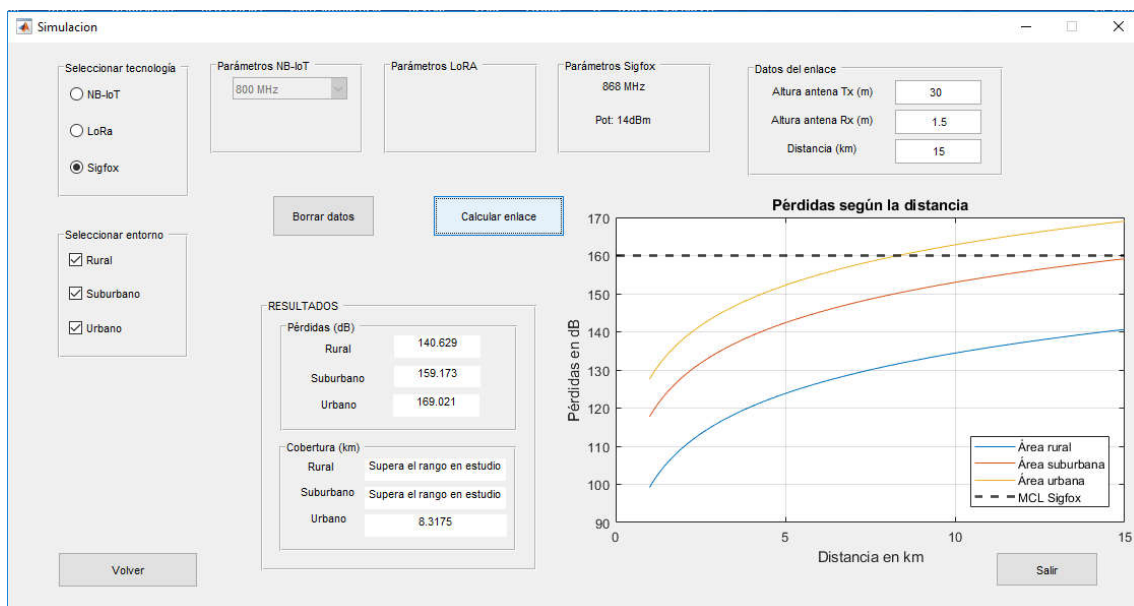 Simulacion
Seleccionar tecnología
NB-IoT
LoRa
Sigfox
Parámetros NB-IoT
800 MHz
Parámetros LoRA
Parámetros Sigfox
868 MHz
Pot: 14dBm
Datos del enlace
Altura antena Tx (m)
30
Altura antena Rx (m)
1.5
Distancia (km)
15
Borrar datos
Calcular enlace
Seleccionar entorno
Rural
Suburbano
Urbano
RESULTADOS
Pérdidas (dB)
Rural
140.629
Suburbano
159.173
Urbano
169.021
Cobertura (km)
Rural
Supera el rango en estudio
Suburbano
Supera el rango en estudio
Urbano
8.3175
Pérdidas según la distancia
Pérdidas en dB
170
160
150
140
130
120
110
100
90
0
5
10
15
Distancia en km
Área rural
Área suburbana
Área urbana
MCL Sigfox
Volver
Salir